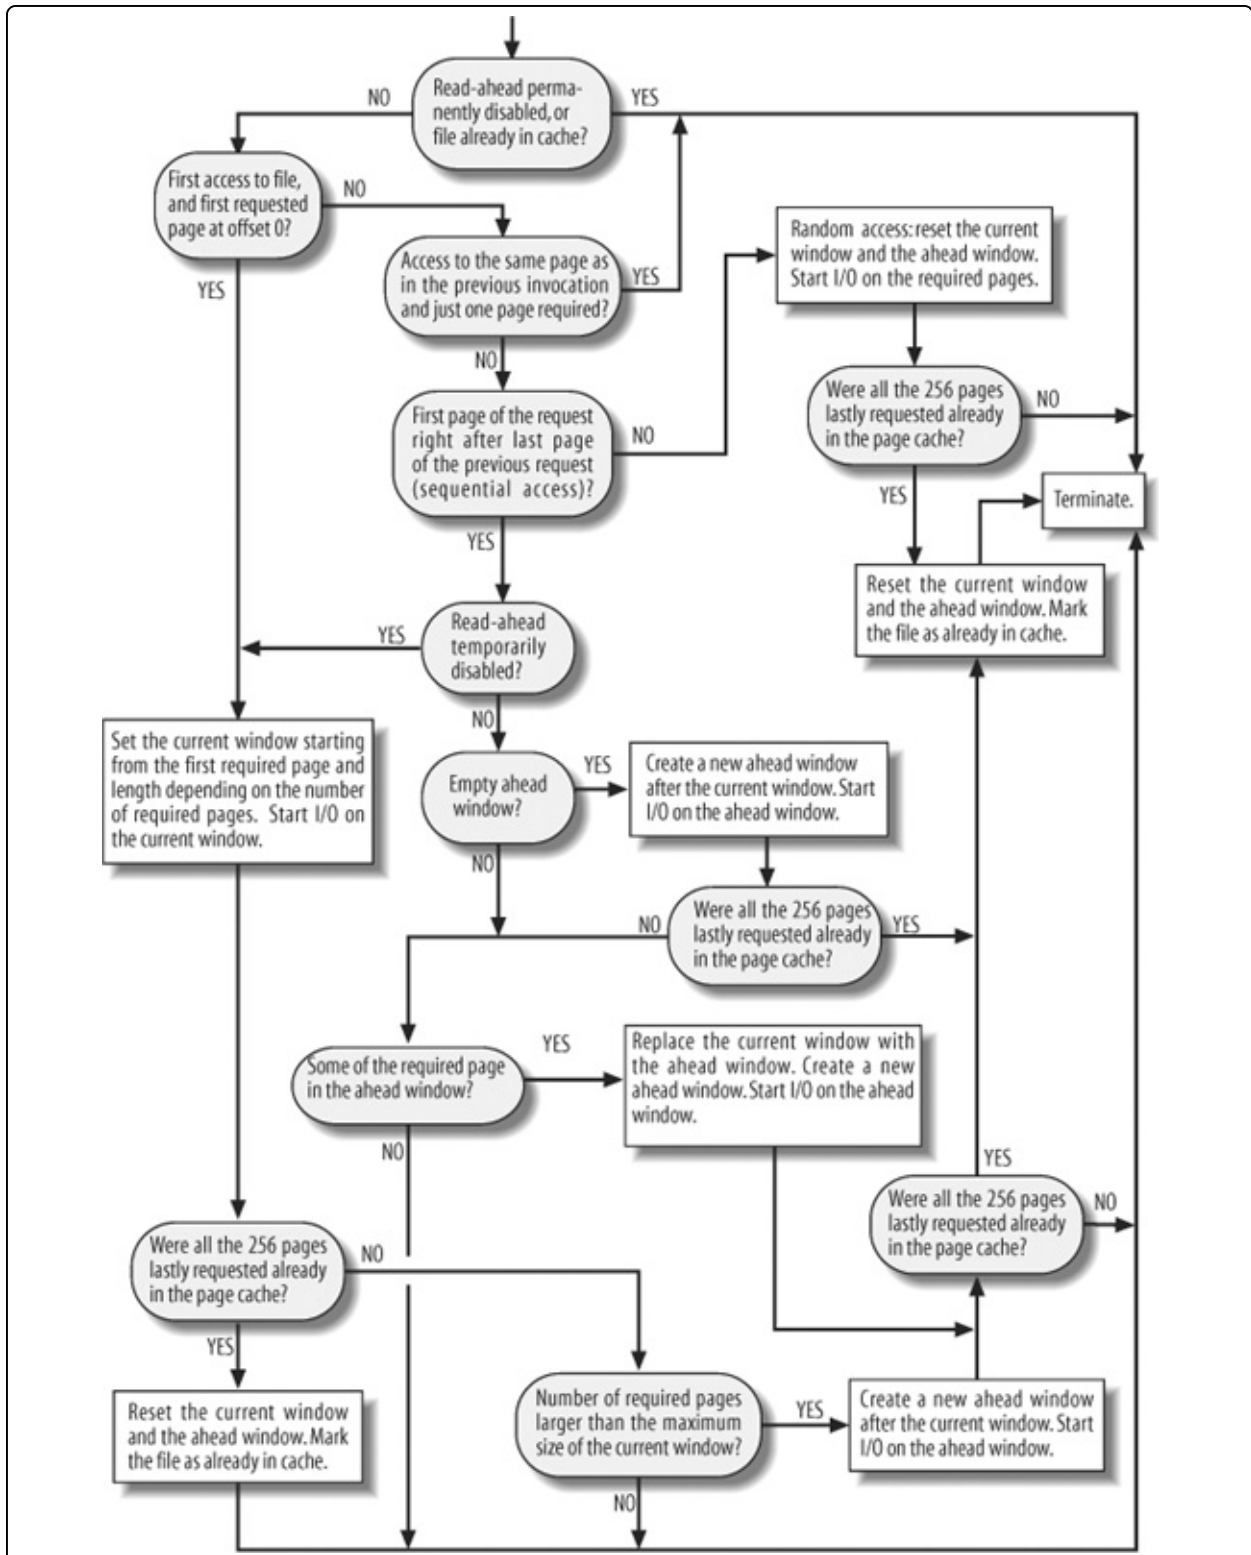 Read-ahead perma-
nently disabled, or
file already in cache?
NO
YES
First access to file,
and first requested
page at offset 0?
NO
YES
Access to the same page as
in the previous invocation
and just one page required?
YES
NO
Random access: reset the current
window and the ahead window.
Start I/O on the required pages.
First page of the request
right after last page
of the previous request
(sequential access)?
NO
YES
Were all the 256 pages
lastly requested already
in the page cache?
NO
YES
Terminate.
Reset the current window
and the ahead window. Mark
the file as already in cache.
Read-ahead
temporarily
disabled?
YES
NO
Set the current window starting
from the first required page and
length depending on the number
of required pages. Start I/O on
the current window.
Empty ahead
window?
YES
NO
Create a new ahead window
after the current window. Start
I/O on the ahead window.
Were all the 256 pages
lastly requested already
in the page cache?
NO
YES
Some of the required page
in the ahead window?
YES
NO
Replace the current window with
the ahead window. Create a new
ahead window. Start I/O on the ahead
window.
YES
Were all the 256 pages
lastly requested already
in the page cache?
NO
Were all the 256 pages
lastly requested already
in the page cache?
NO
YES
Reset the current window
and the ahead window. Mark
the file as already in cache.
Number of required pages
larger than the maximum
size of the current window?
YES
NO
Create a new ahead window
after the current window. Start
I/O on the ahead window.